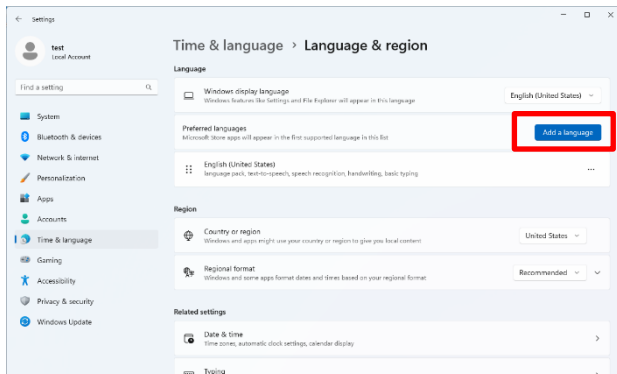 Settings
test
Local Account
Find a setting
System
Bluetooth & devices
Network & internet
Personalization
Apps
Accounts
Time & language
Gaming
Accessibility
Privacy & security
Windows Update
Time & language > Language & region
Language
Windows display language
Windows features like Settings and File Explorer will appear in this language
English (United States)
Preferred languages
Microsoft Store apps will appear in the first supported language in this list
Add a language
English (United States)
language pack, text-to-speech, speech recognition, handwriting, basic typing
Region
Country or region
Windows and apps might use your country or region to give you local content
United States
Regional format
Windows and some apps format dates and times based on your regional format
Recommended
Related settings
Date & time
Time zones, automatic clock settings, calendar display
Typing